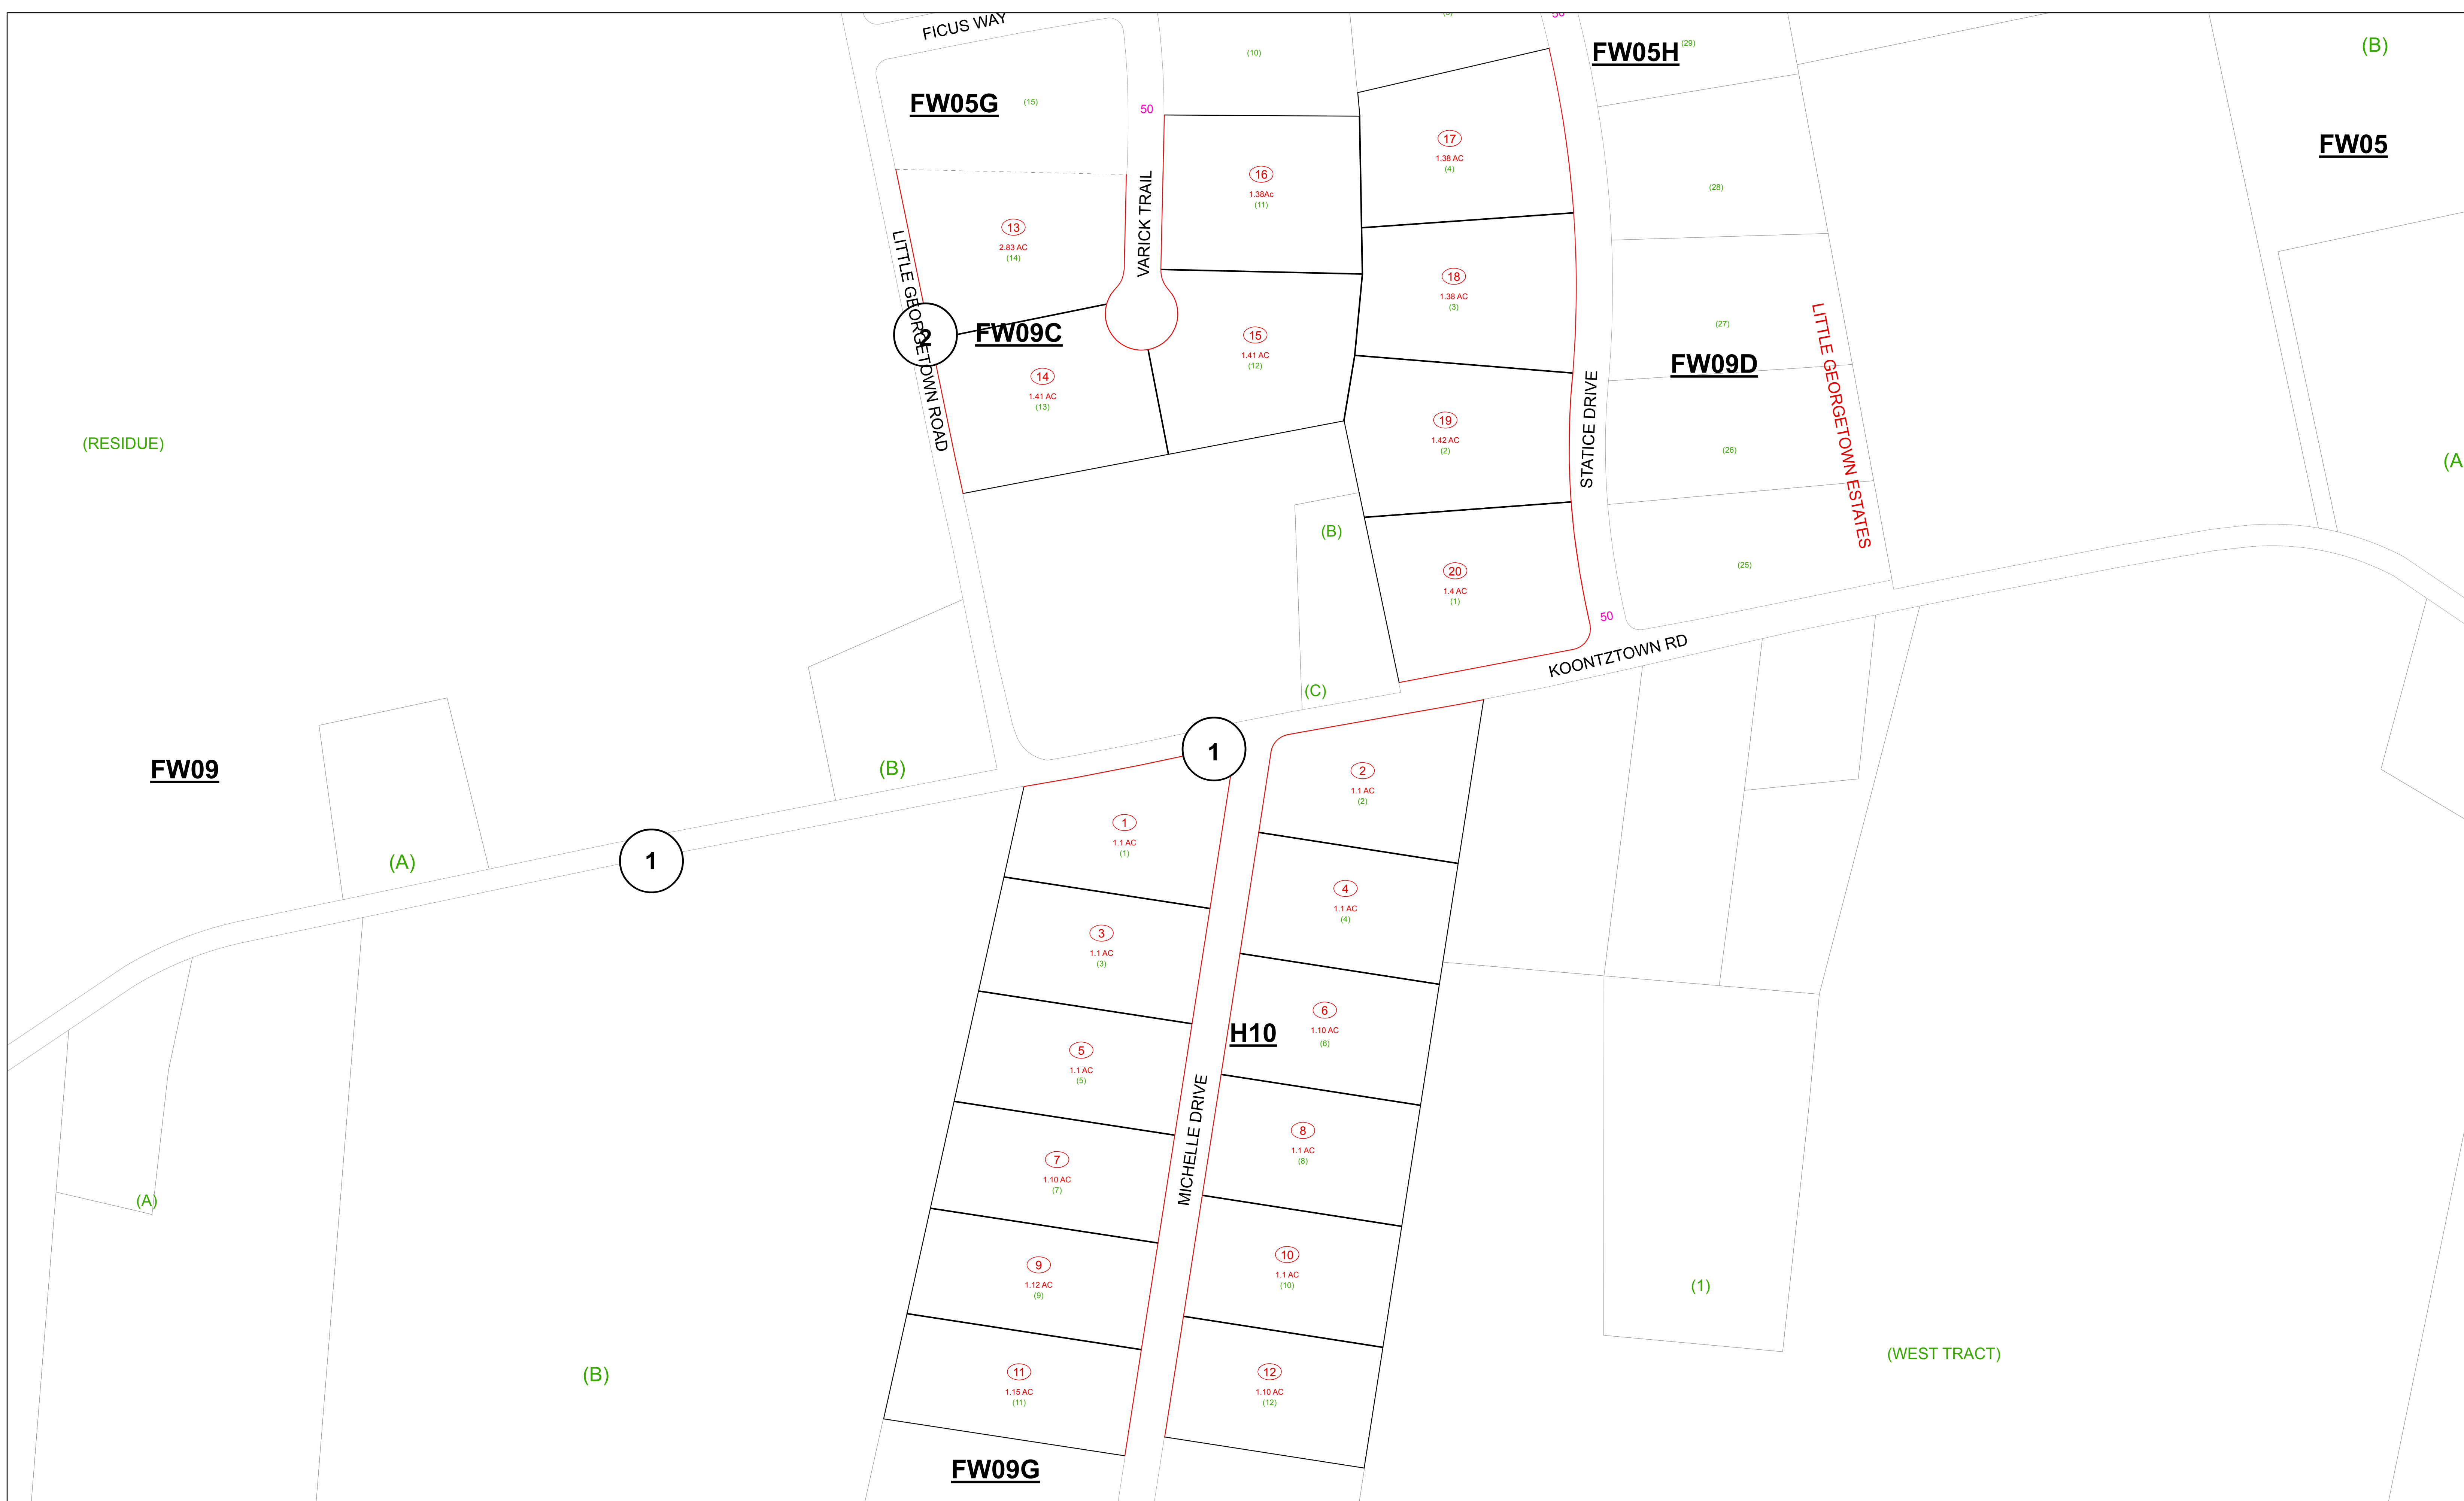 FICUS WAY
(10)
50
FW05H
(29)
(B)
FW05G
(15)
50
FW05
17
1.38 AC
(4)
16
1.38Ac
(11)
VARICK TRAIL
(28)
13
2.83 AC
(14)
LITTLE GEORGETOWN ROAD
18
1.38 AC
(3)
2
FW09C
15
1.41 AC
(12)
(27)
FW09D
LITTLE GEORGETOWN ESTATES
14
1.41 AC
(13)
STATICE DRIVE
19
1.42 AC
(2)
(RESIDUE)
(26)
(A
(B)
20
1.4 AC
(1)
(25)
50
KOONTZTOWN RD
(C)
1
FW09
(B)
2
1.1 AC
(2)
1
1.1 AC
(1)
(A)
1
4
1.1 AC
(4)
3
1.1 AC
(3)
6
1.10 AC
(6)
H10
5
1.1 AC
(5)
MICHELLE DRIVE
8
1.1 AC
(8)
7
1.10 AC
(7)
(A)
10
1.1 AC
(10)
9
1.12 AC
(9)
(1)
(WEST TRACT)
(B)
11
1.15 AC
(11)
12
1.10 AC
(12)
FW09G